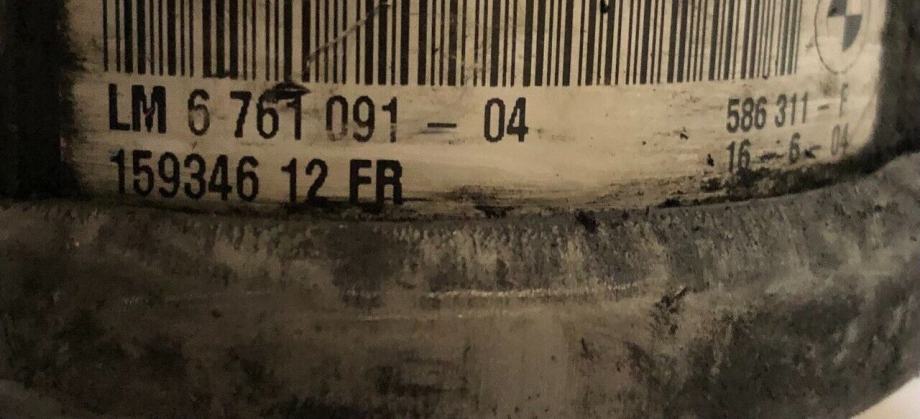 LM 6 761 091 - 04
586 311 - F
159346 12 FR
16 - 6 - 04